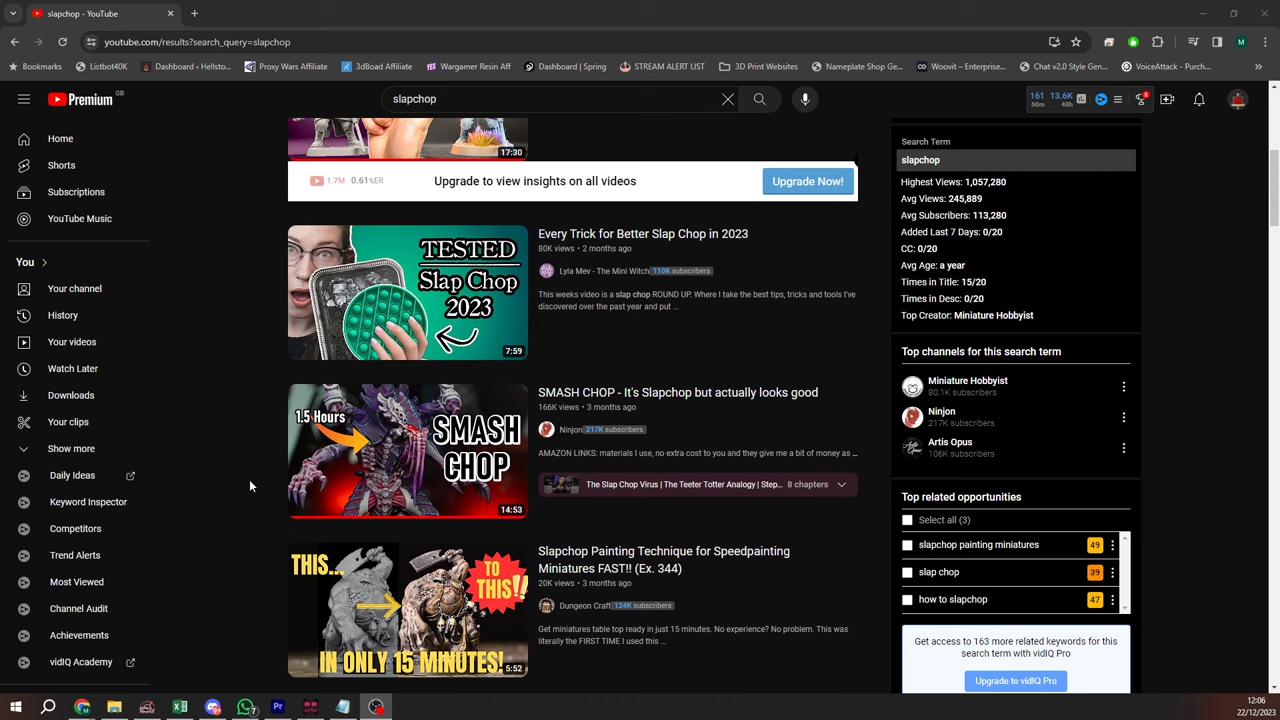 slapchop - YouTube
youtube.com/results?search_query=slapchop
Bookmarks Listbot40K Dashboard ‹ Hellsto... Proxy Wars Affiliate 3dBoad Affiliate Wargamer Resin Aff Dashboard | Spring STREAM ALERT LIST 3D Print Websites Nameplate Shop Ge... Woovit – Enterprise... Chat v2.0 Style Gen... VoiceAttack - Purch...
Premium GB
slapchop
161 60m 13.6K 48h
Home
Shorts
Subscriptions
YouTube Music
You
Your channel
History
Your videos
Watch Later
Downloads
Your clips
Show more
Daily Ideas
Keyword Inspector
Competitors
Trend Alerts
Most Viewed
Channel Audit
Achievements
vidIQ Academy
17:30
1.7M 0.61%ER Upgrade to view insights on all videos Upgrade Now!
TESTED
Slap Chop
2023
7:59
Every Trick for Better Slap Chop in 2023
80K views • 2 months ago
Lyla Mev - The Mini Witch 110K subscribers
This weeks video is a slap chop ROUND UP. Where I take the best tips, tricks and tools I've
discovered over the past year and put ...
1.5 Hours
SMASH
CHOP
14:53
SMASH CHOP - It's Slapchop but actually looks good
166K views • 3 months ago
Ninjon 217K subscribers
AMAZON LINKS: materials I use, no extra cost to you and they give me a bit of money as ...
The Slap Chop Virus | The Teeter Totter Analogy | Step... 8 chapters
THIS...
TO
THIS!!
IN ONLY 15 MINUTES!
5:52
Slapchop Painting Technique for Speedpainting
Miniatures FAST!! (Ex. 344)
20K views • 3 months ago
Dungeon Craft 124K subscribers
Get miniatures table top ready in just 15 minutes. No experience? No problem. This was
literally the FIRST TIME I used this ...
Search Term
slapchop
Highest Views: 1,057,280
Avg Views: 245,889
Avg Subscribers: 113,280
Added Last 7 Days: 0/20
CC: 0/20
Avg Age: a year
Times in Title: 15/20
Times in Desc: 0/20
Top Creator: Miniature Hobbyist
Top channels for this search term
Miniature Hobbyist
80.1K subscribers
Ninjon
217K subscribers
Artis Opus
106K subscribers
Top related opportunities
Select all (3)
slapchop painting miniatures 49
slap chop 39
how to slapchop 47
Get access to 163 more related keywords for this
search term with vidIQ Pro
Upgrade to vidIQ Pro
12:06
22/12/2023